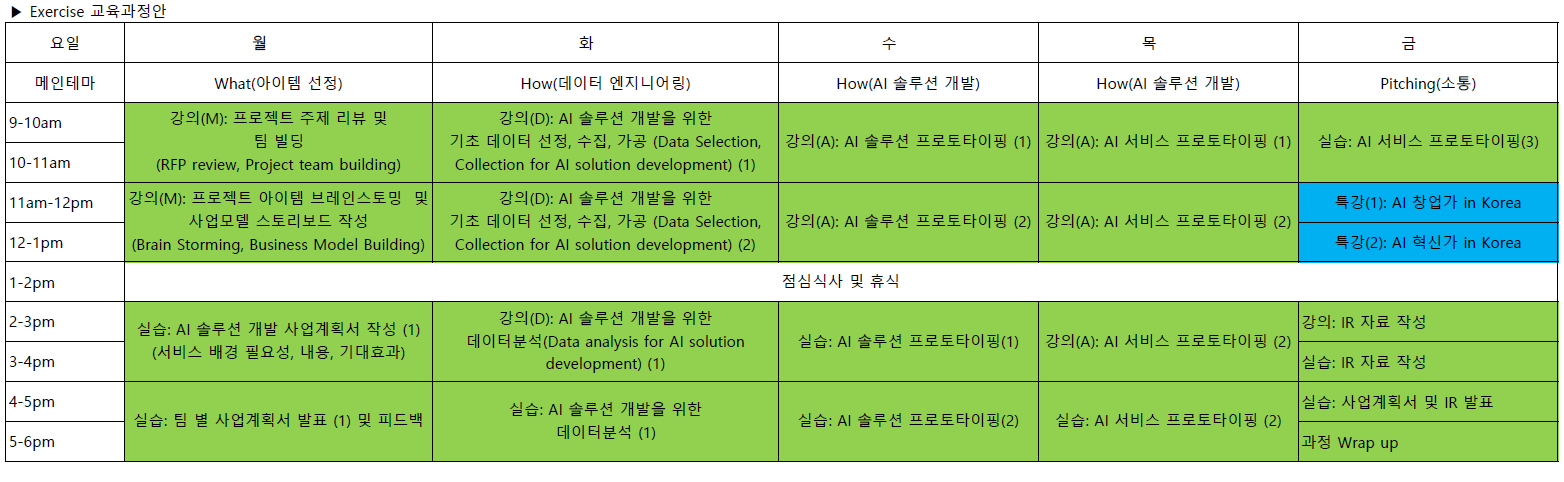 ▶ Exercise 교육과정안
요일 월 화 수 목 금
메인테마 What(아이템 선정) How(데이터 엔지니어링) How(AI 솔루션 개발) How(AI 솔루션 개발) Pitching(소통)
9-10am
10-11am
강의(M): 프로젝트 주제 리뷰 및
팀 빌딩
(RFP review, Project team building)
강의(D): AI 솔루션 개발을 위한
기초 데이터 선정, 수집, 가공 (Data Selection,
Collection for AI solution development) (1)
강의(A): AI 솔루션 프로토타이핑 (1)
강의(A): AI 서비스 프로토타이핑 (1)
실습: AI 서비스 프로토타이핑(3)
11am-12pm
12-1pm
강의(M): 프로젝트 아이템 브레인스토밍 및
사업모델 스토리보드 작성
(Brain Storming, Business Model Building)
강의(D): AI 솔루션 개발을 위한
기초 데이터 선정, 수집, 가공 (Data Selection,
Collection for AI solution development) (2)
강의(A): AI 솔루션 프로토타이핑 (2)
강의(A): AI 서비스 프로토타이핑 (2)
특강(1): AI 창업가 in Korea
특강(2): AI 혁신가 in Korea
1-2pm 점심식사 및 휴식
2-3pm
3-4pm
실습: AI 솔루션 개발 사업계획서 작성 (1)
(서비스 배경 필요성, 내용, 기대효과)
강의(D): AI 솔루션 개발을 위한
데이터분석(Data analysis for AI solution
development) (1)
실습: AI 솔루션 프로토타이핑(1)
강의(A): AI 서비스 프로토타이핑 (2)
강의: IR 자료 작성
실습: IR 자료 작성
4-5pm
5-6pm
실습: 팀 별 사업계획서 발표 (1) 및 피드백
실습: AI 솔루션 개발을 위한
데이터분석 (1)
실습: AI 솔루션 프로토타이핑(2)
실습: AI 서비스 프로토타이핑 (2)
실습: 사업계획서 및 IR 발표
과정 Wrap up